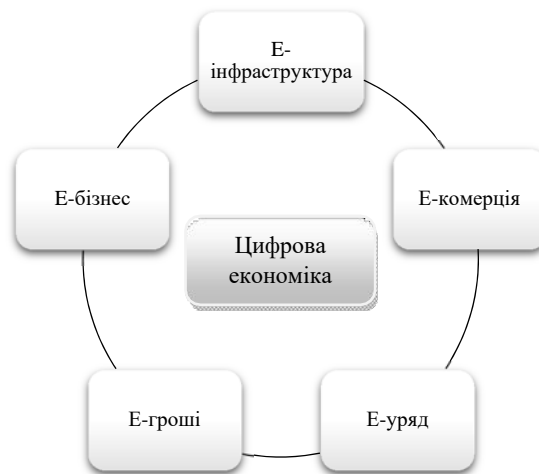 Е-
інфраструктура
Е-бізнес
Е-комерція
Цифрова
економіка
Е-гроші
Е-уряд